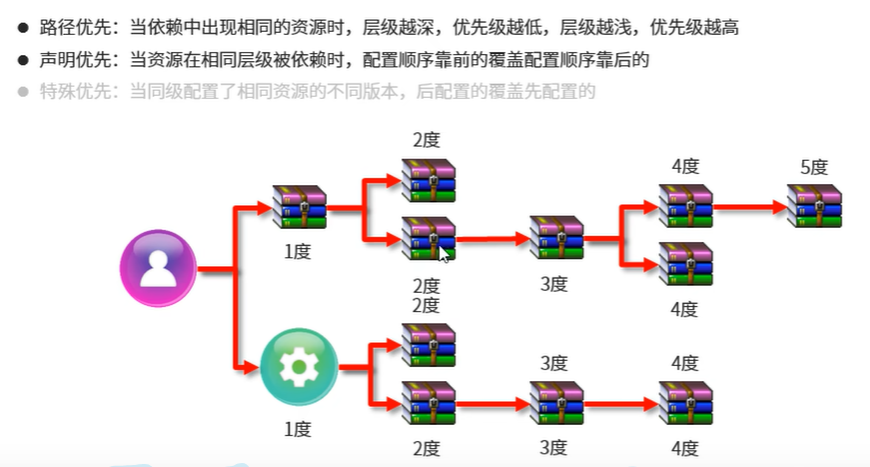 ● 路径优先：当依赖中出现相同的资源时，层级越深，优先级越低，层级越浅，优先级越高
● 声明优先：当资源在相同层级被依赖时，配置顺序靠前的覆盖配置顺序靠后的
● 特殊优先：当同级配置了相同资源的不同版本，后配置的覆盖先配置的
2度
4度 5度
1度
2度 3度
2度
4度
3度 4度
1度
2度 3度 4度